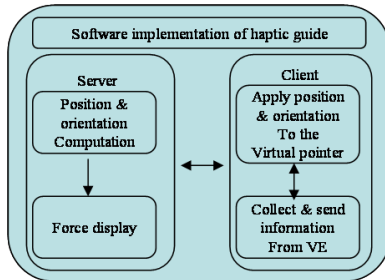 Software implementation of haptic guide
Server
Position &
orientation
Computation
Force display
Client
Apply position
& orientation
To the
Virtual pointer
Collect & send
information
From VE